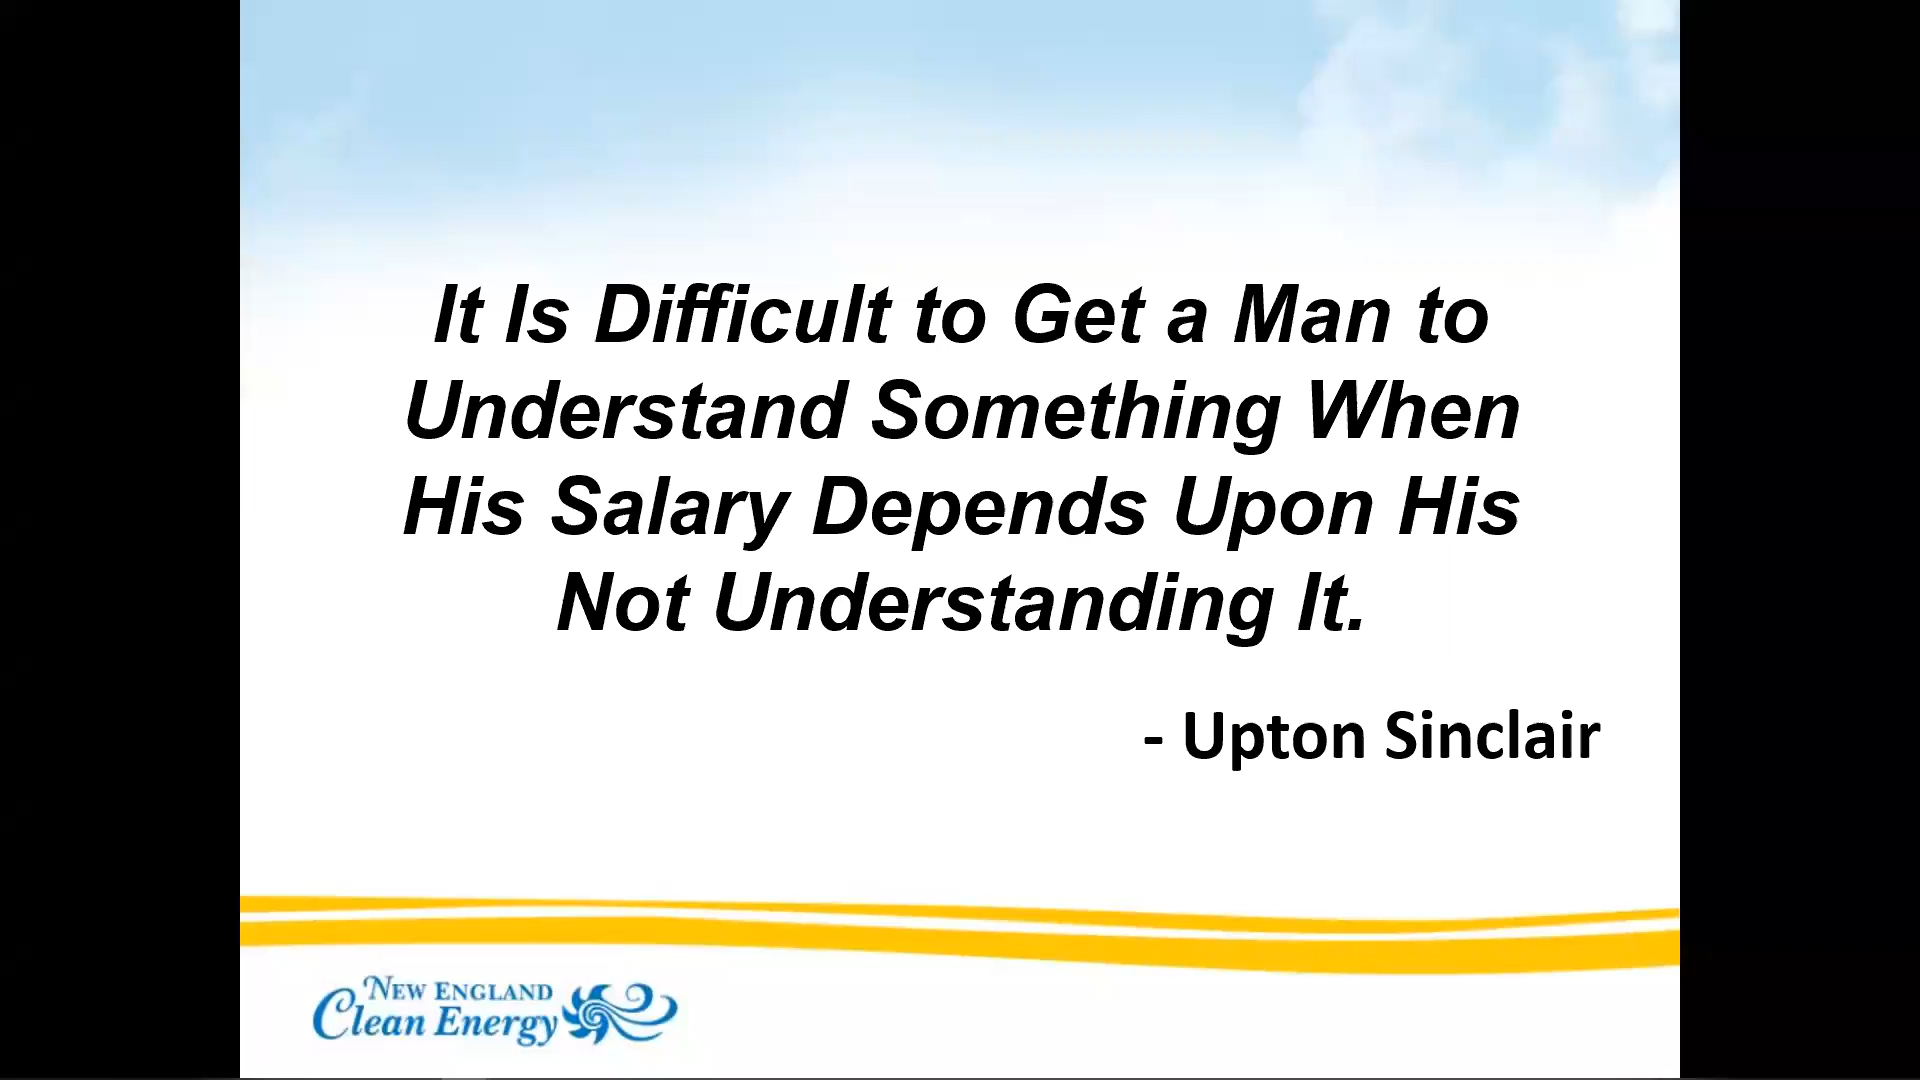 It Is Difficult to Get a Man to
Understand Something When
His Salary Depends Upon His
Not Understanding It.
- Upton Sinclair
NEW ENGLAND
Clean Energy